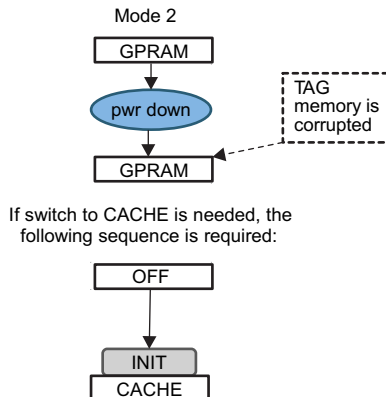 Mode 2
GPRAM
pwr down
TAG
memory is
corrupted
GPRAM
If switch to CACHE is needed, the
following sequence is required:
OFF
INIT
CACHE